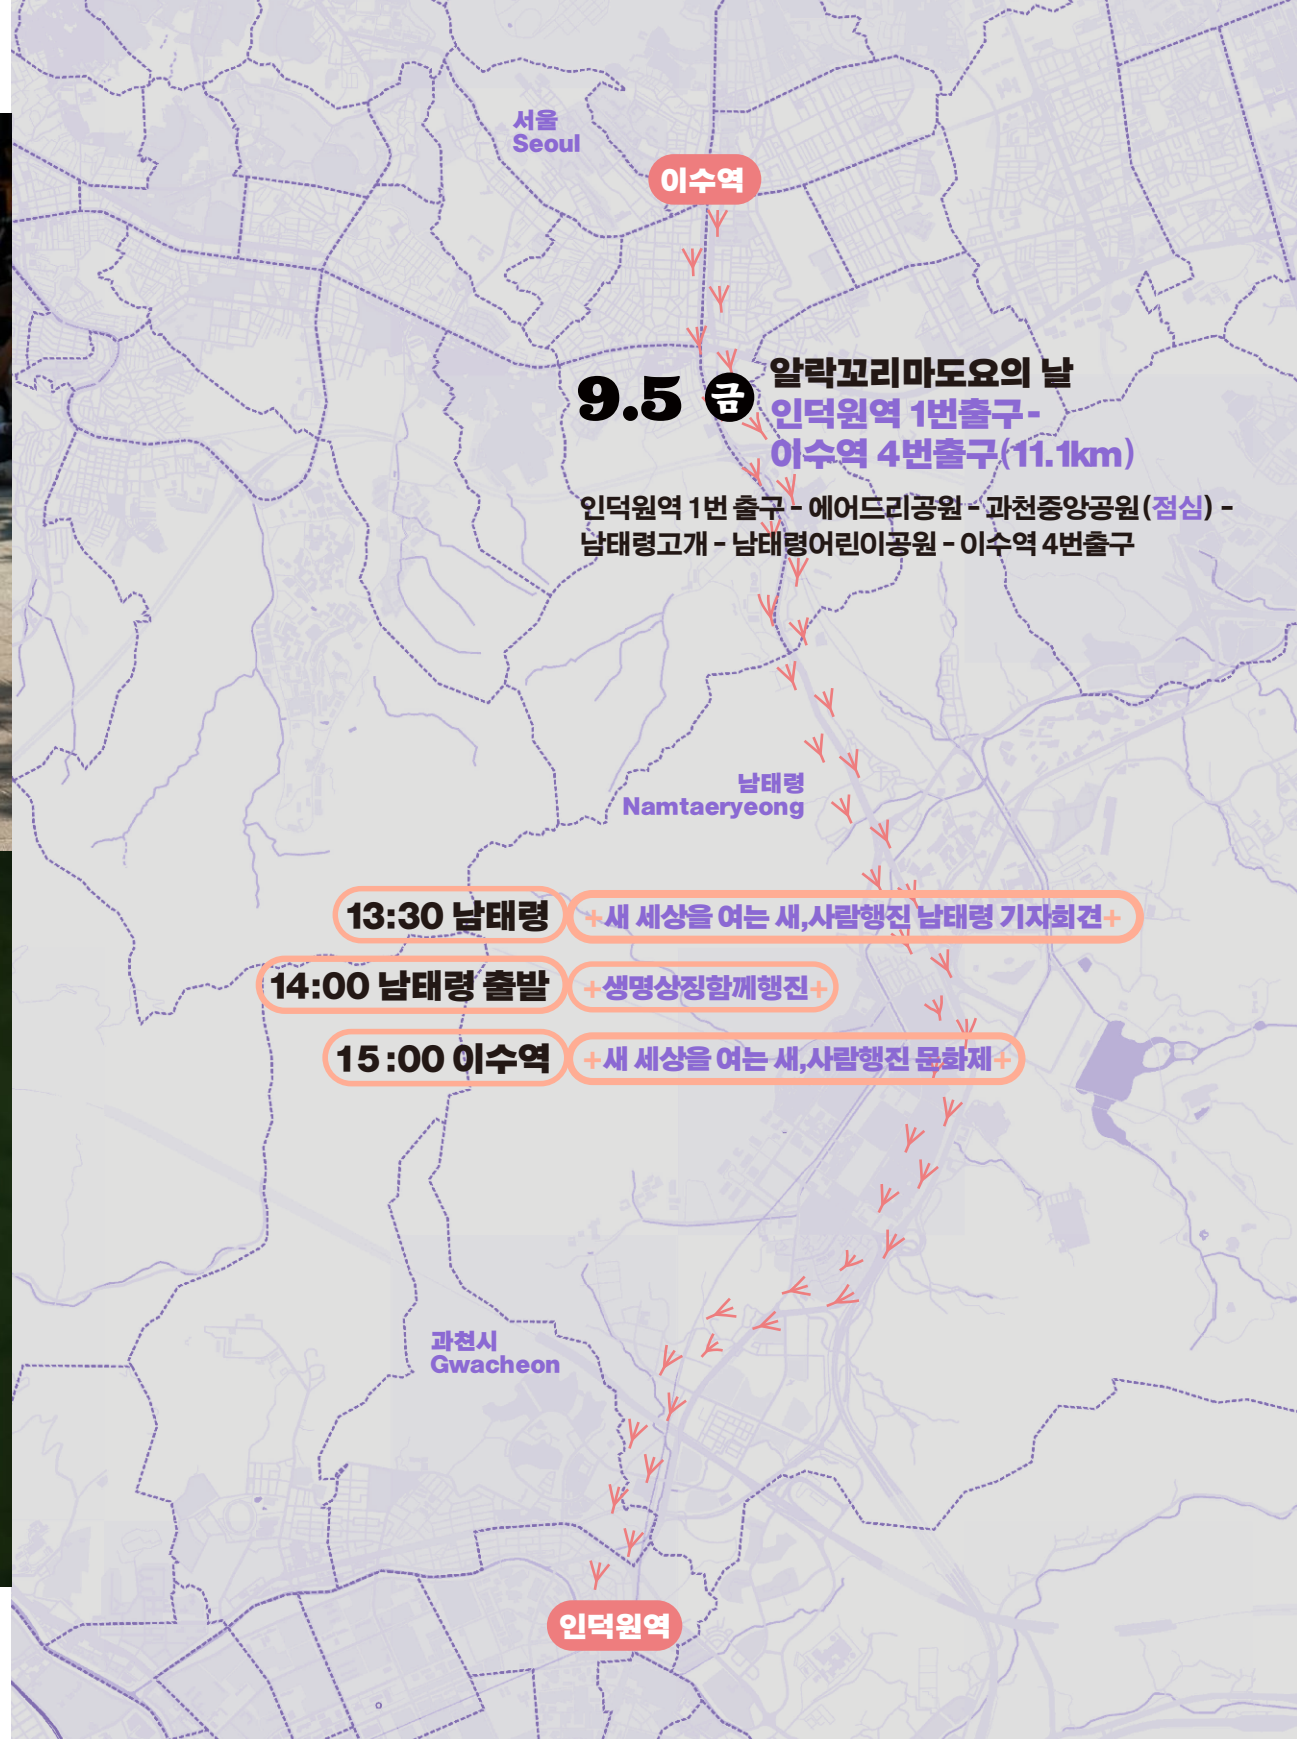 서울
Seoul
이수역
9.5 금
알락꼬리마도요의 날
인덕원역 1번출구-
이수역 4번출구(11.1km)
인덕원역 1번 출구 - 에어드리공원 - 과천중앙공원(점심) -
남태령고개 - 남태령어린이공원 - 이수역 4번출구
남태령
Namtaeryeong
13:30 남태령 +새 세상을 여는 새,사람행진 남태령 기자회견+
14:00 남태령 출발 +생명상징함께행진+
15:00 이수역 +새 세상을 여는 새,사람행진 문화제+
과천시
Gwacheon
인덕원역